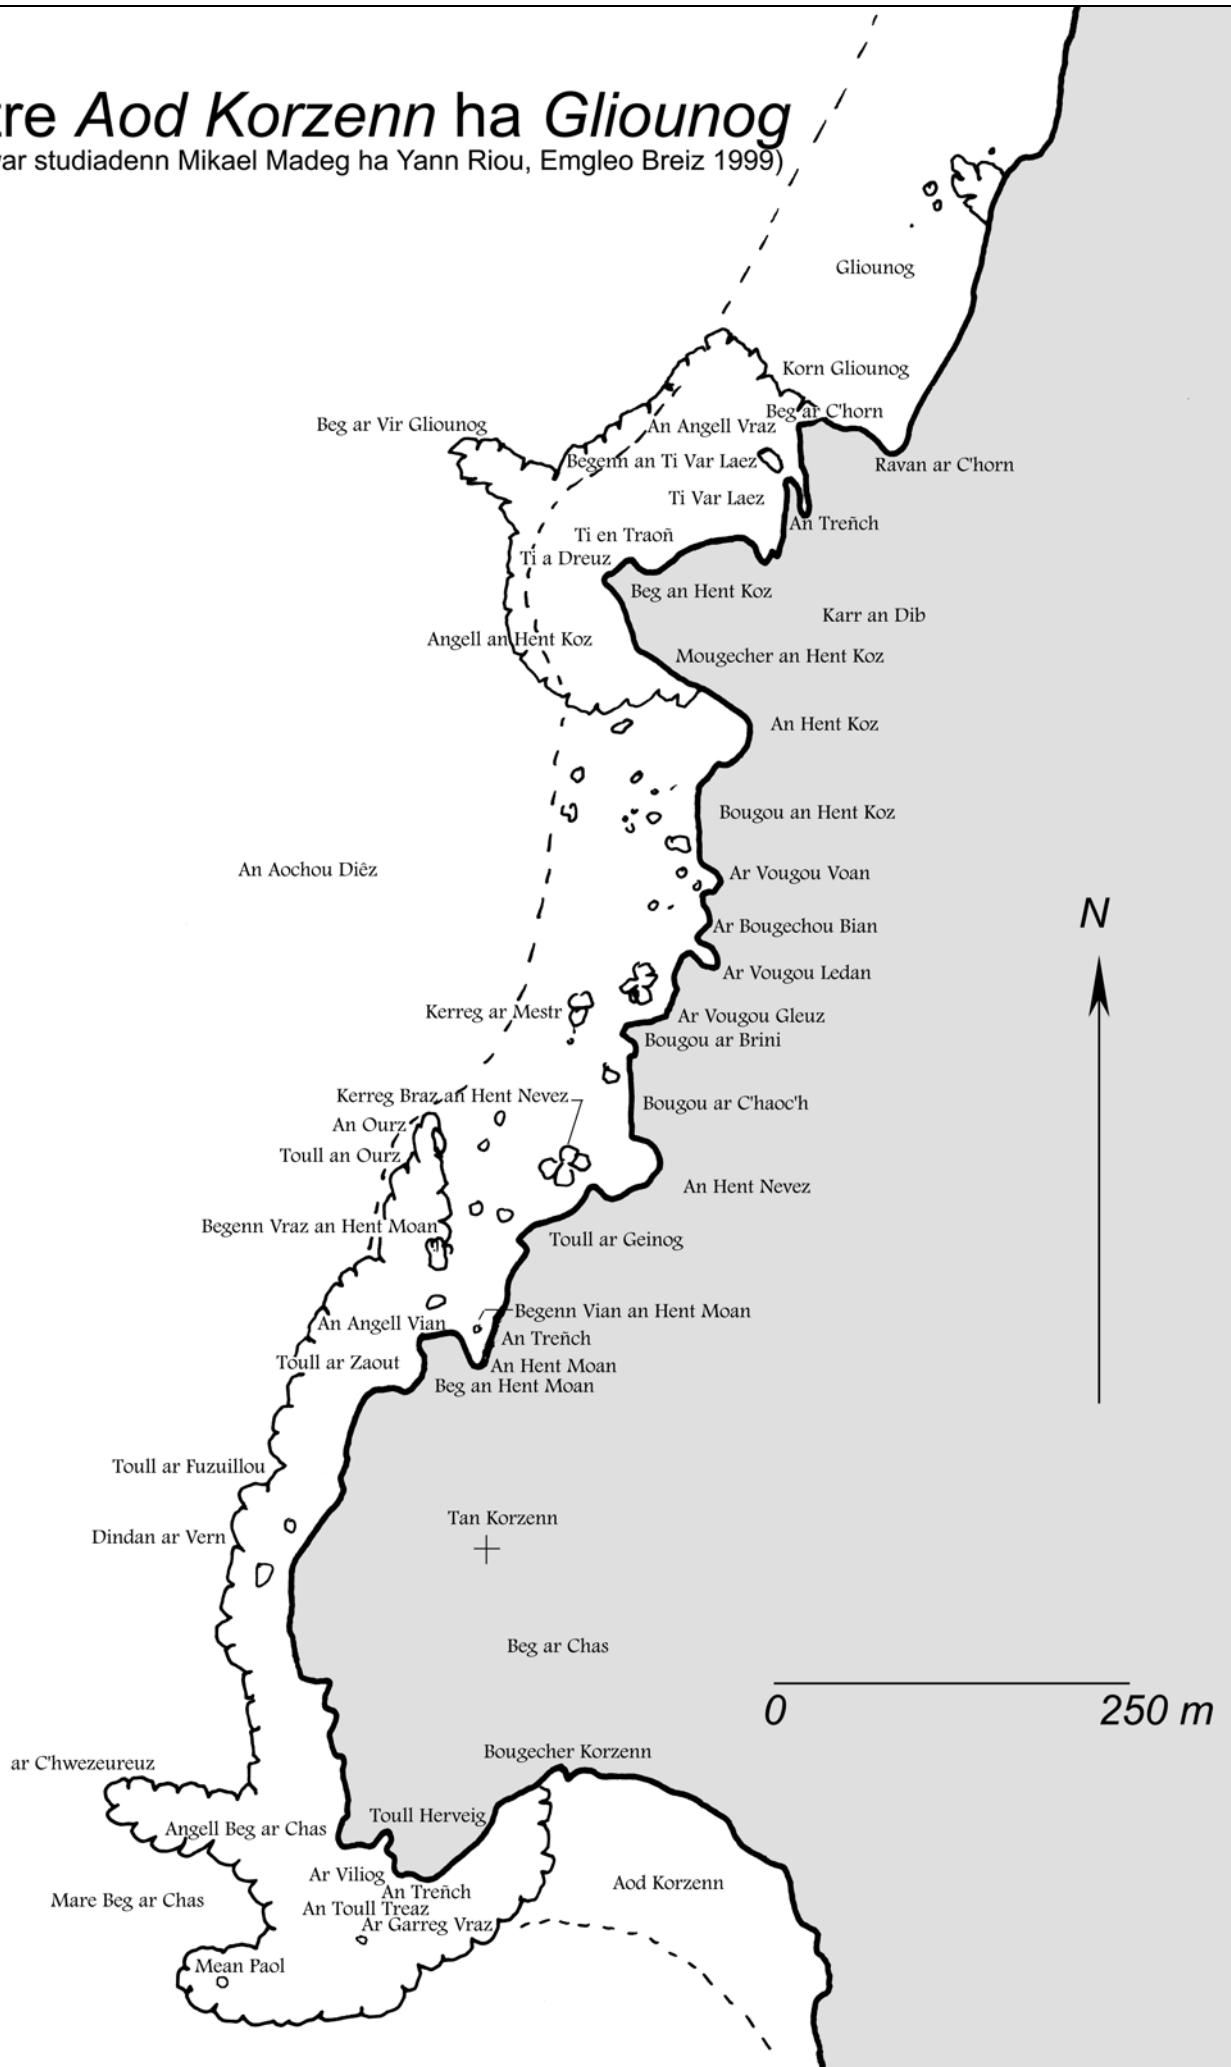 tre Aod Korzenn ha Gliounog
var studiadenn Mikael Madeg ha Yann Riou, Emgleo Breiz 1999)
Gliounog
Korn Gliounog
Beg ar C'horn
Beg ar Vir Gliounog
An Angell Vraz
Begenn an Ti Var Laez
Ravan ar C'horn
Ti Var Laez
An Treñch
Ti en Traoñ
Ti a Dreuz
Beg an Hent Koz
Karr an Dib
Angell an Hent Koz
Mougecher an Hent Koz
An Hent Koz
Bougou an Hent Koz
An Aochou Diêz
Ar Vougou Voan
N
Ar Bougechou Bian
Ar Vougou Ledan
Kerreg ar Mestr
Ar Vougou Gleuz
Bougou ar Brini
Kerreg Braz an Hent Nevez
Bougou ar C'haoc'h
An Ourz
Toull an Ourz
An Hent Nevez
Begenn Vraz an Hent Moan
Toull ar Geinog
Begenn Vian an Hent Moan
An Angell Vian
An Treñch
Toull ar Zaout
An Hent Moan
Beg an Hent Moan
Toull ar Fuzuillou
Tan Korzenn
Dindan ar Vern
Beg ar Chas
0 250 m
Bougecher Korzenn
ar C'hwezeureuz
Toull Herveig
Angell Beg ar Chas
Ar Viliog
Aod Korzenn
An Treñch
Mare Beg ar Chas
An Toull Treaz
Ar Garreg Vraz
Mean Paol